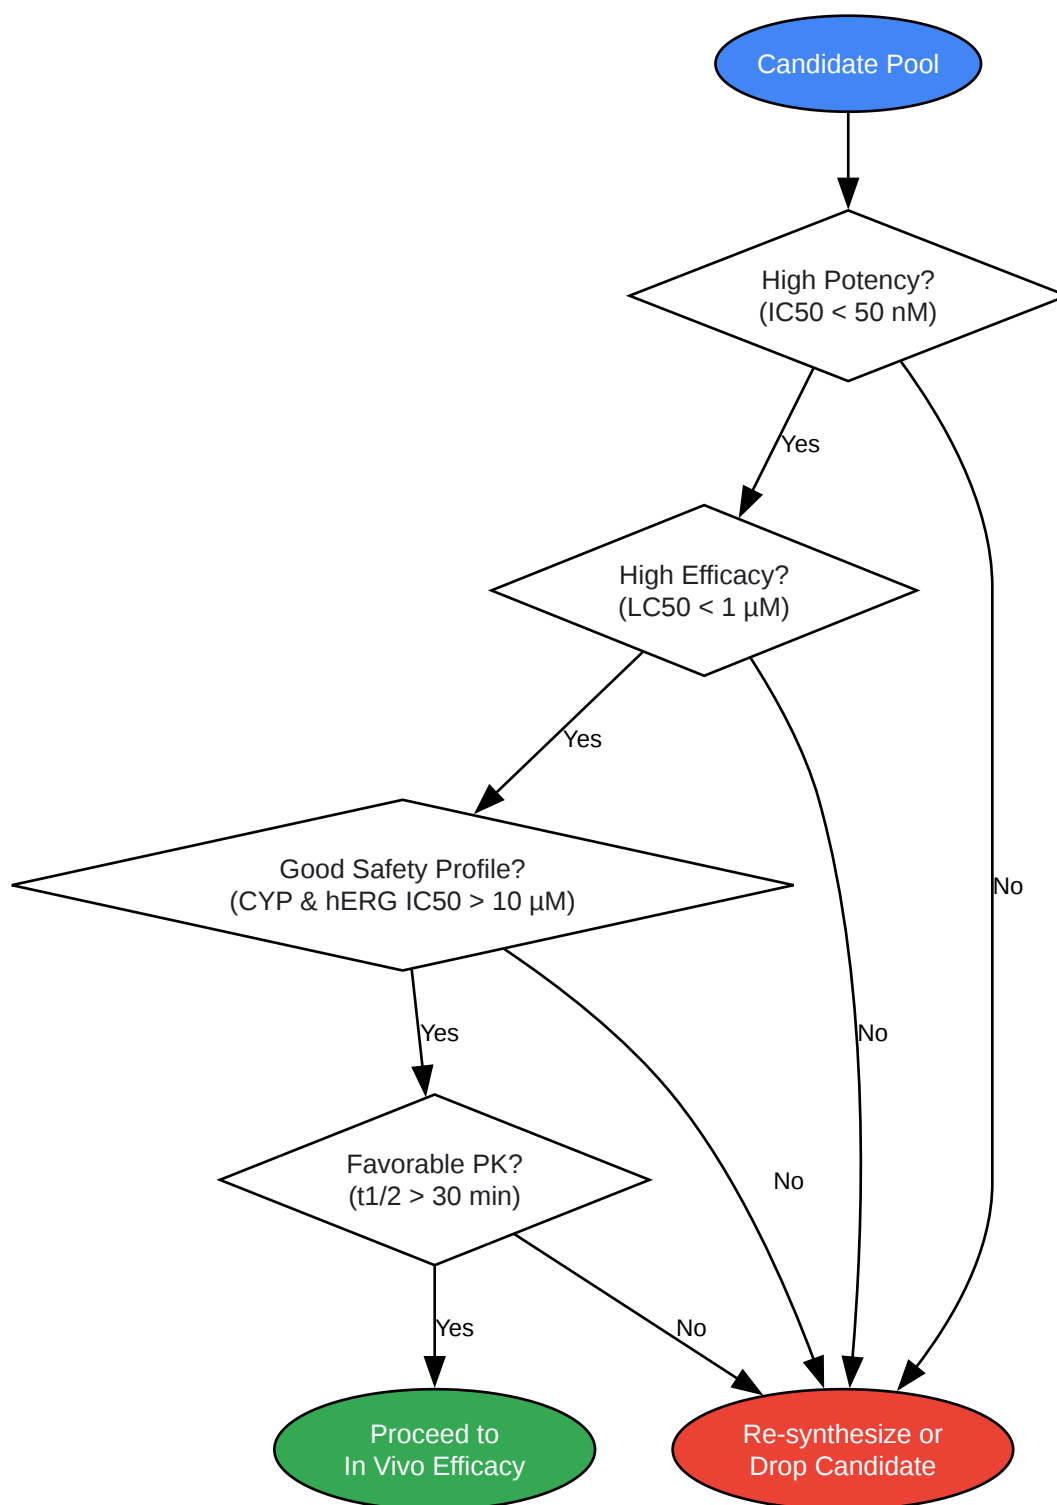 Candidate Pool
High Potency?
(IC50 < 50 nM)
Yes
High Efficacy?
(LC50 < 1 µM)
Yes
Good Safety Profile?
(CYP & hERG IC50 > 10 µM)
No
Yes
No
Favorable PK?
(t1/2 > 30 min)
No
Yes
No
Proceed to
In Vivo Efficacy
Re-synthesize or
Drop Candidate